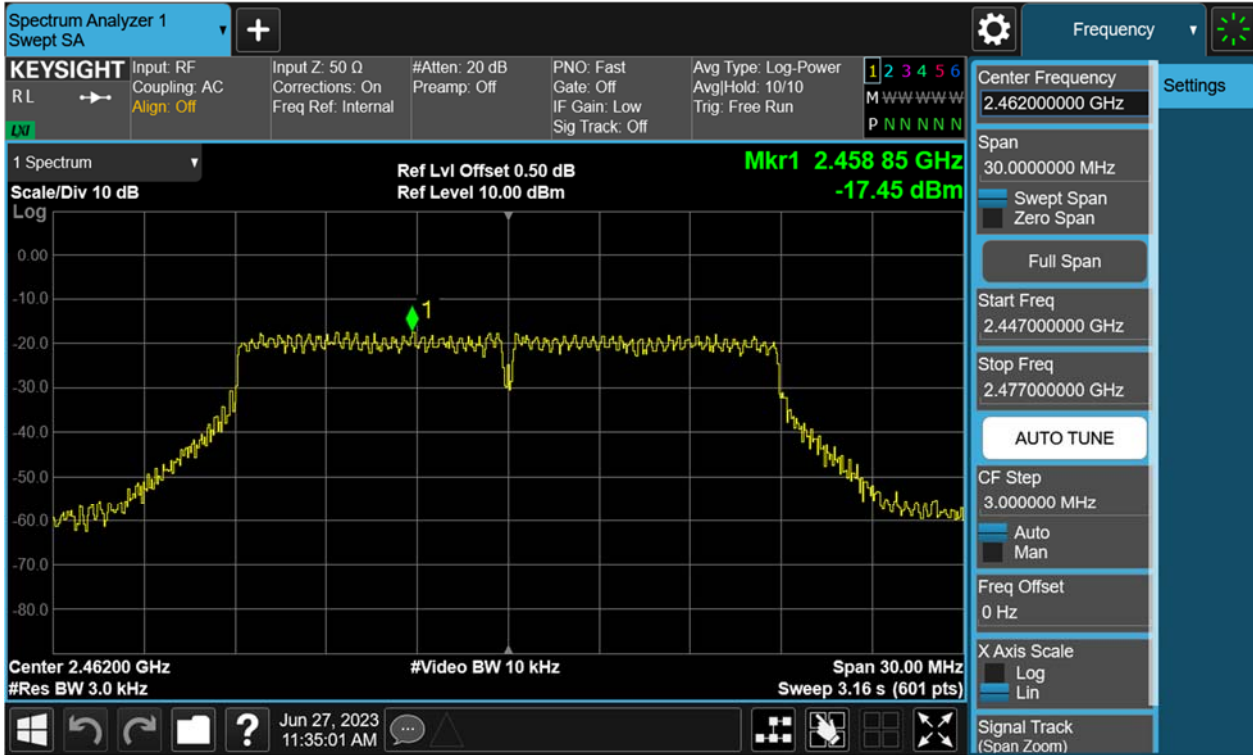 Spectrum Analyzer 1
Swept SA
+
Frequency
KEYSIGHT
R L
LXI
Input: RF
Coupling: AC
Align: Off
Input Z: 50 Ω
Corrections: On
Freq Ref: Internal
#Atten: 20 dB
Preamp: Off
PNO: Fast
Gate: Off
IF Gain: Low
Sig Track: Off
Avg Type: Log-Power
Avg|Hold: 10/10
Trig: Free Run
1 2 3 4 5 6
M W W W W W
P N N N N N
1 Spectrum
Scale/Div 10 dB
Ref Lvl Offset 0.50 dB
Ref Level 10.00 dBm
Mkr1 2.458 85 GHz
-17.45 dBm
Log
0.00
-10.0
-20.0
-30.0
-40.0
-50.0
-60.0
-70.0
-80.0
1
Center 2.46200 GHz
#Res BW 3.0 kHz
#Video BW 10 kHz
Span 30.00 MHz
Sweep 3.16 s (601 pts)
Center Frequency
2.462000000 GHz
Span
30.0000000 MHz
Swept Span
Zero Span
Full Span
Start Freq
2.447000000 GHz
Stop Freq
2.477000000 GHz
AUTO TUNE
CF Step
3.000000 MHz
Auto
Man
Freq Offset
0 Hz
X Axis Scale
Log
Lin
Signal Track
(Span Zoom)
Settings
?
Jun 27, 2023
11:35:01 AM